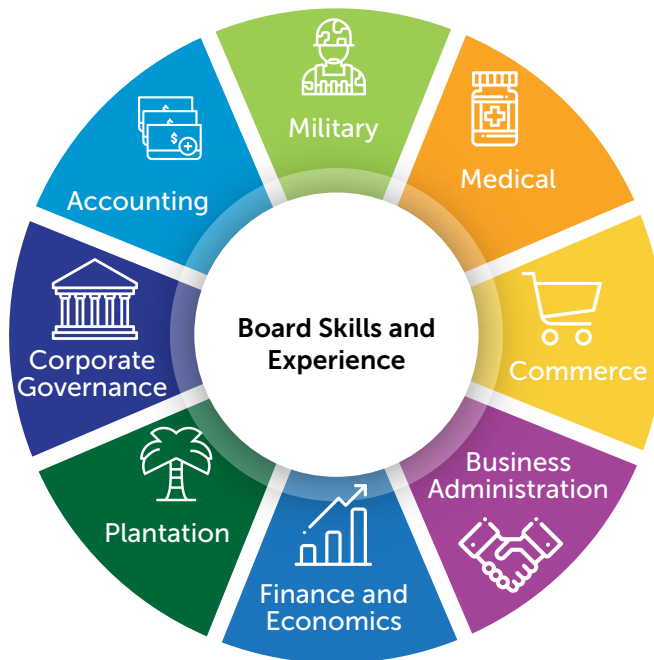 Military
Medical
Commerce
Business
Administration
Finance and
Economics
Plantation
Corporate
Governance
Accounting
Board Skills and
Experience